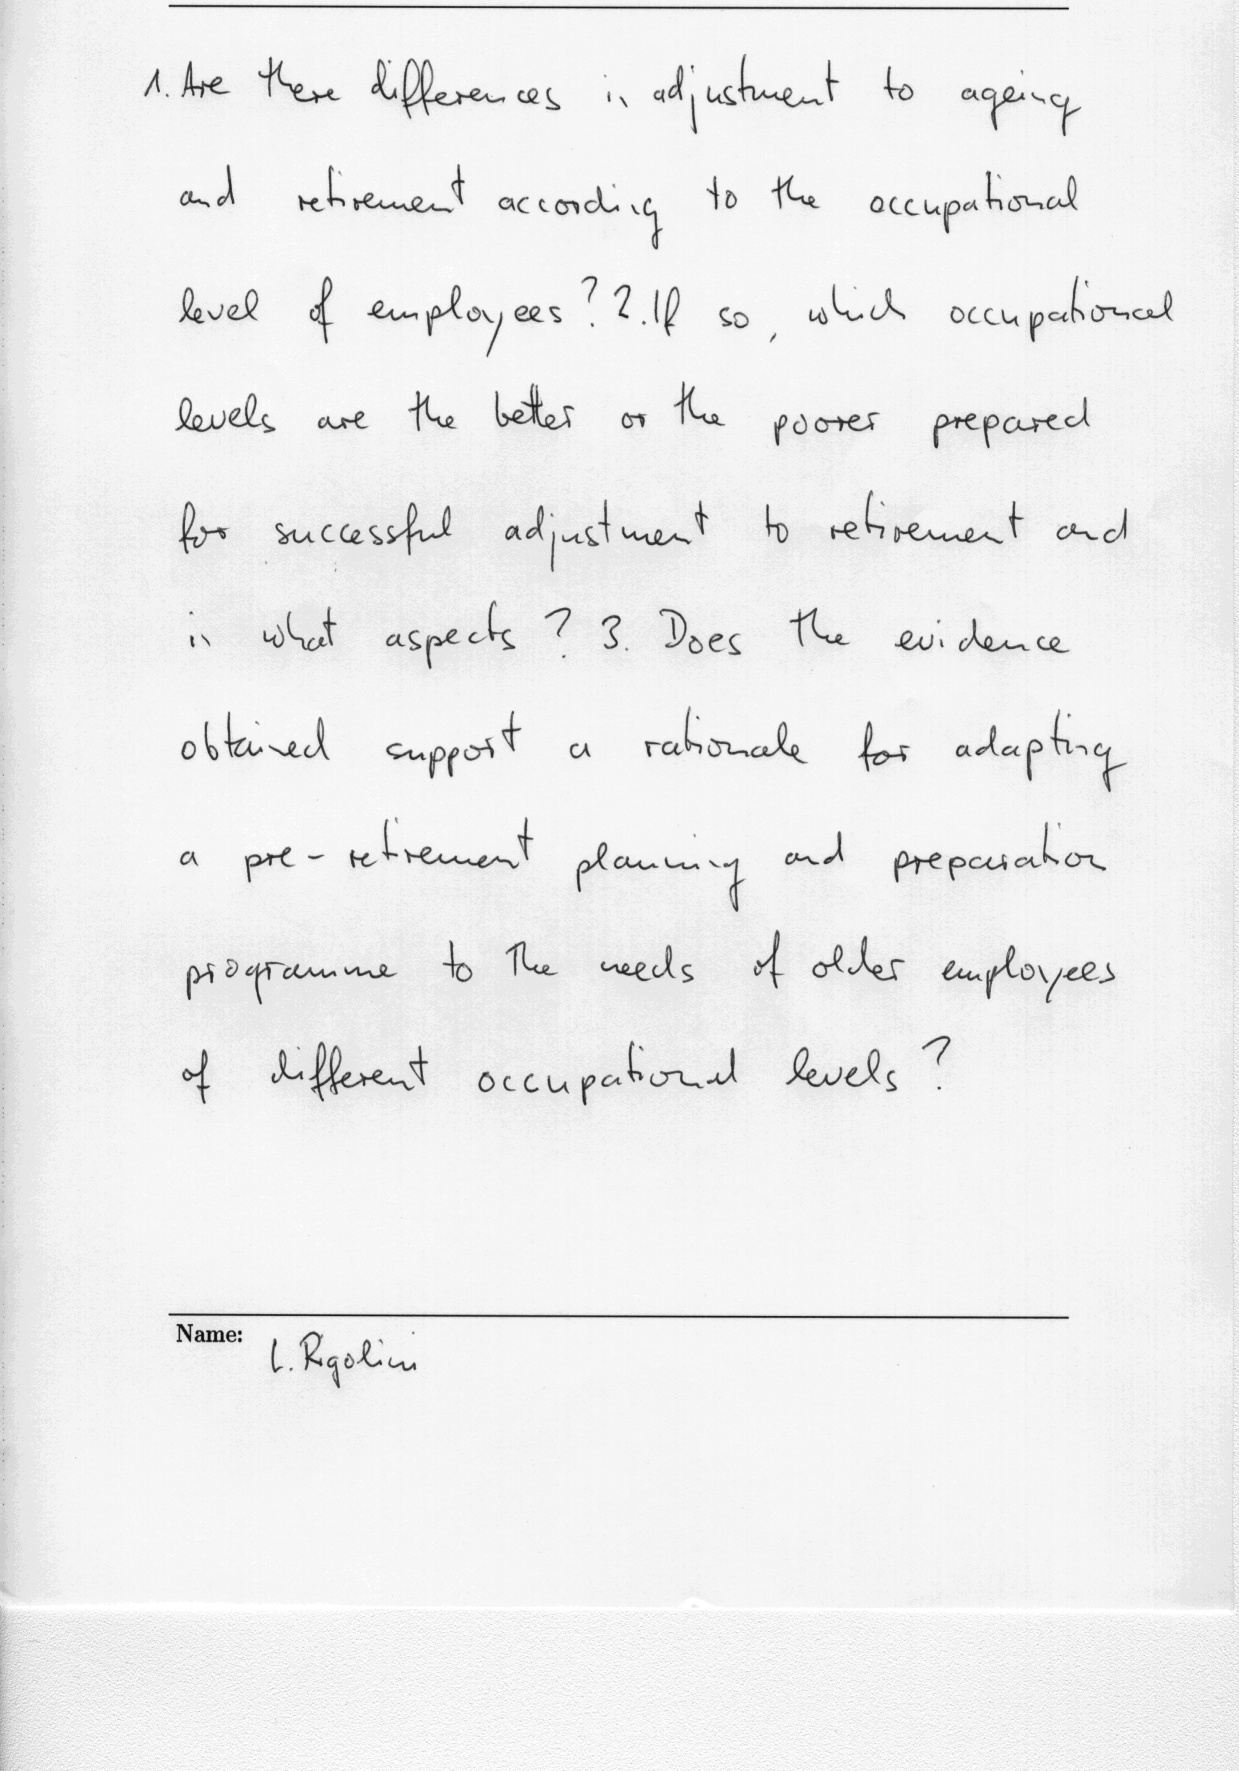 1. Are there differences in adjustment to ageing
and retirement according to the occupational
level of employees? 2. If so, which occupational
levels are the better or the poorer prepared
for successful adjustment to retirement and
in what aspects? 3. Does the evidence
obtained support a rationale for adapting
a pre-retirement planning and preparation
programme to the needs of older employees
of different occupational levels?
Name: L. Rigolini